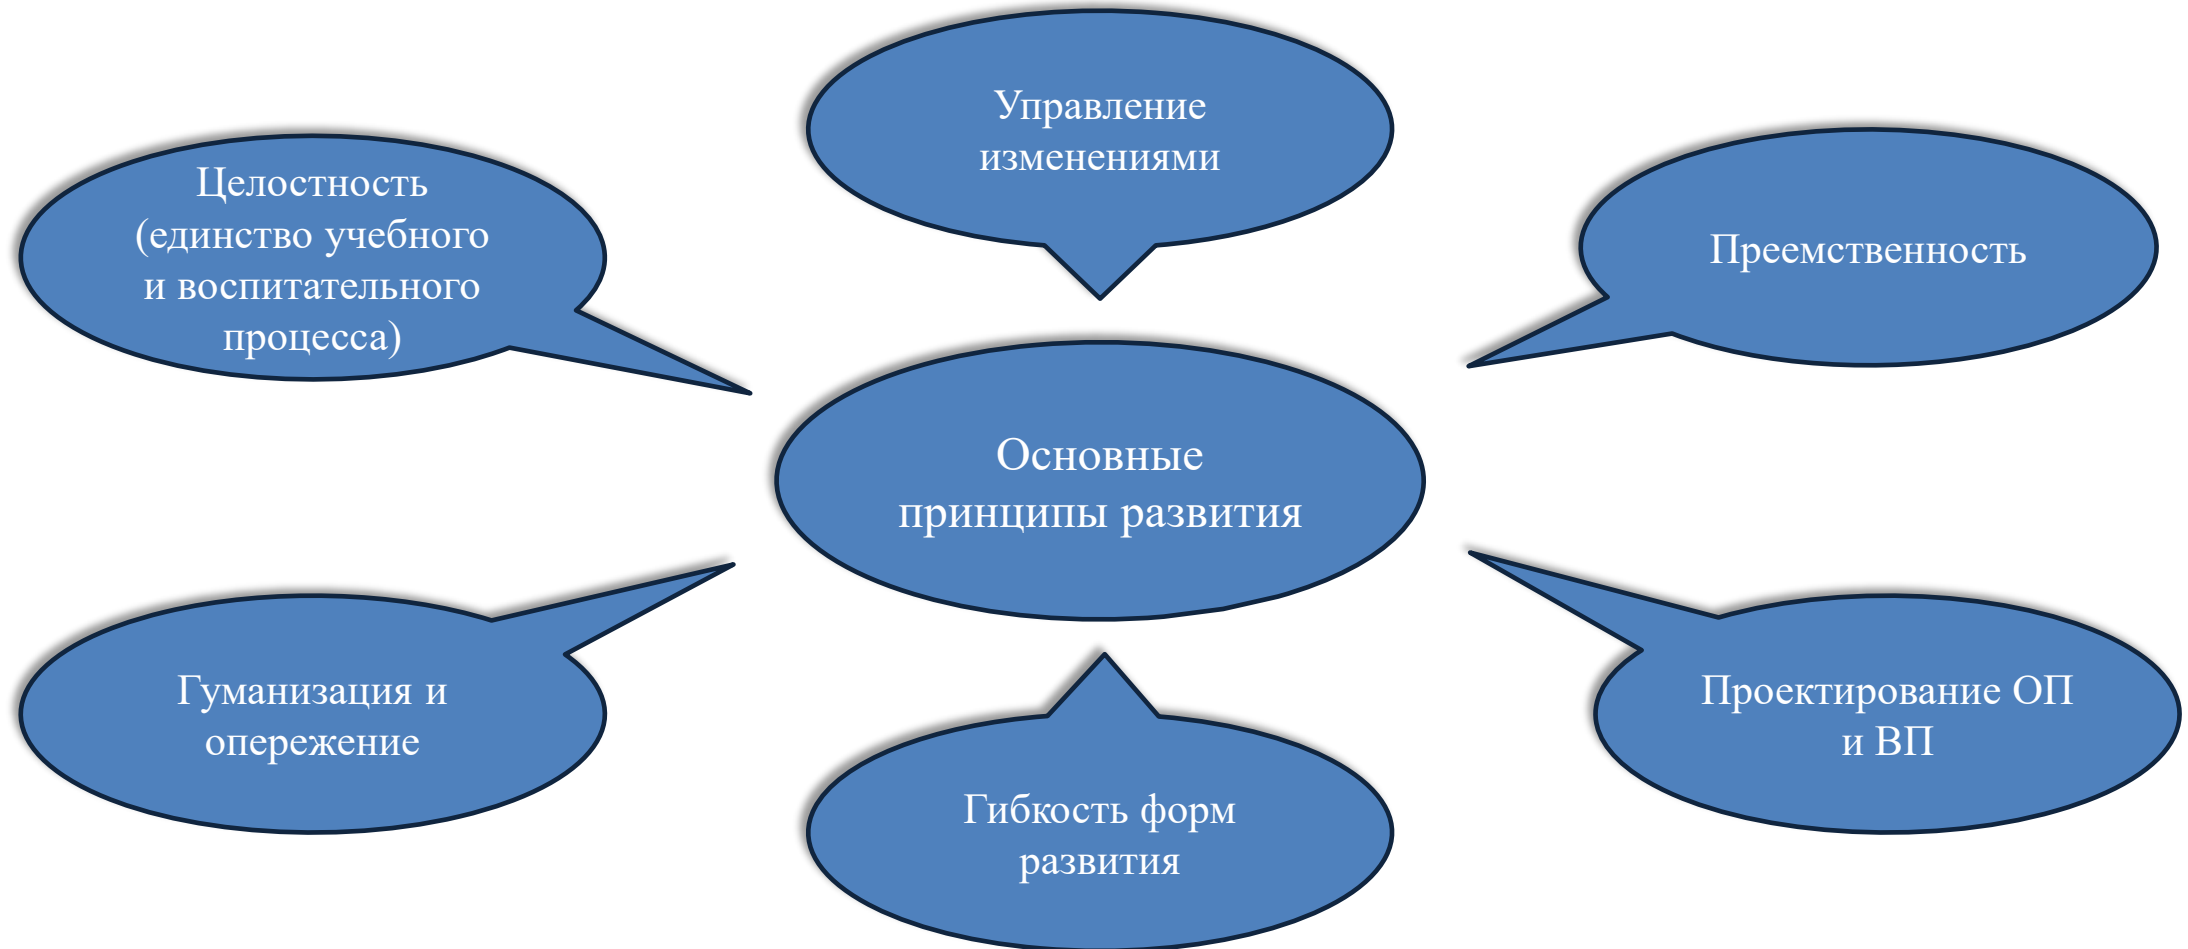 Управление
изменениями
Целостность
(единство учебного
и воспитательного
процесса)
Преемственность
Основные
принципы развития
Гуманизация и
опережение
Проектирование ОП
и ВП
Гибкость форм
развития